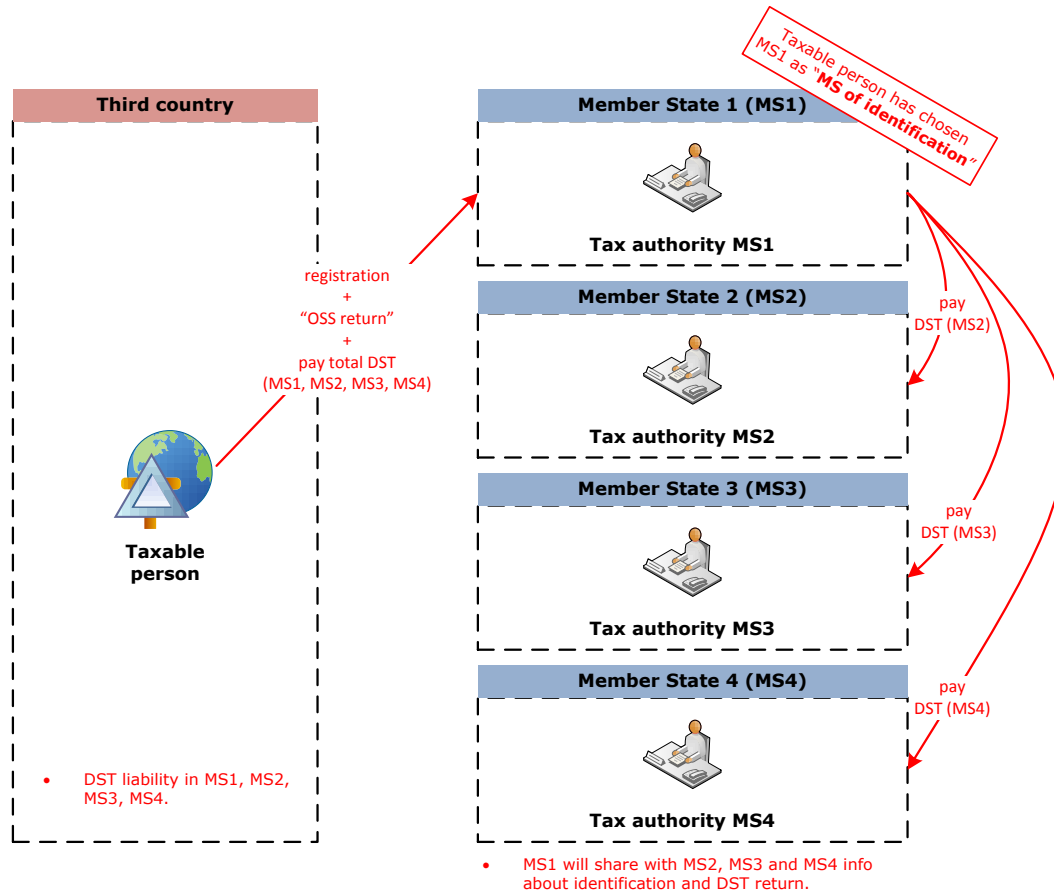 Taxable person has chosen
MS1 as “MS of identification”
Third country
Member State 1 (MS1)
Tax authority MS1
registration
+
“OSS return”
+
pay total DST
(MS1, MS2, MS3, MS4)
Member State 2 (MS2)
pay
DST (MS2)
Tax authority MS2
Taxable
person
Member State 3 (MS3)
pay
DST (MS3)
Tax authority MS3
Member State 4 (MS4)
pay
DST (MS4)
Tax authority MS4
• DST liability in MS1, MS2,
MS3, MS4.
• MS1 will share with MS2, MS3 and MS4 info
about identification and DST return.